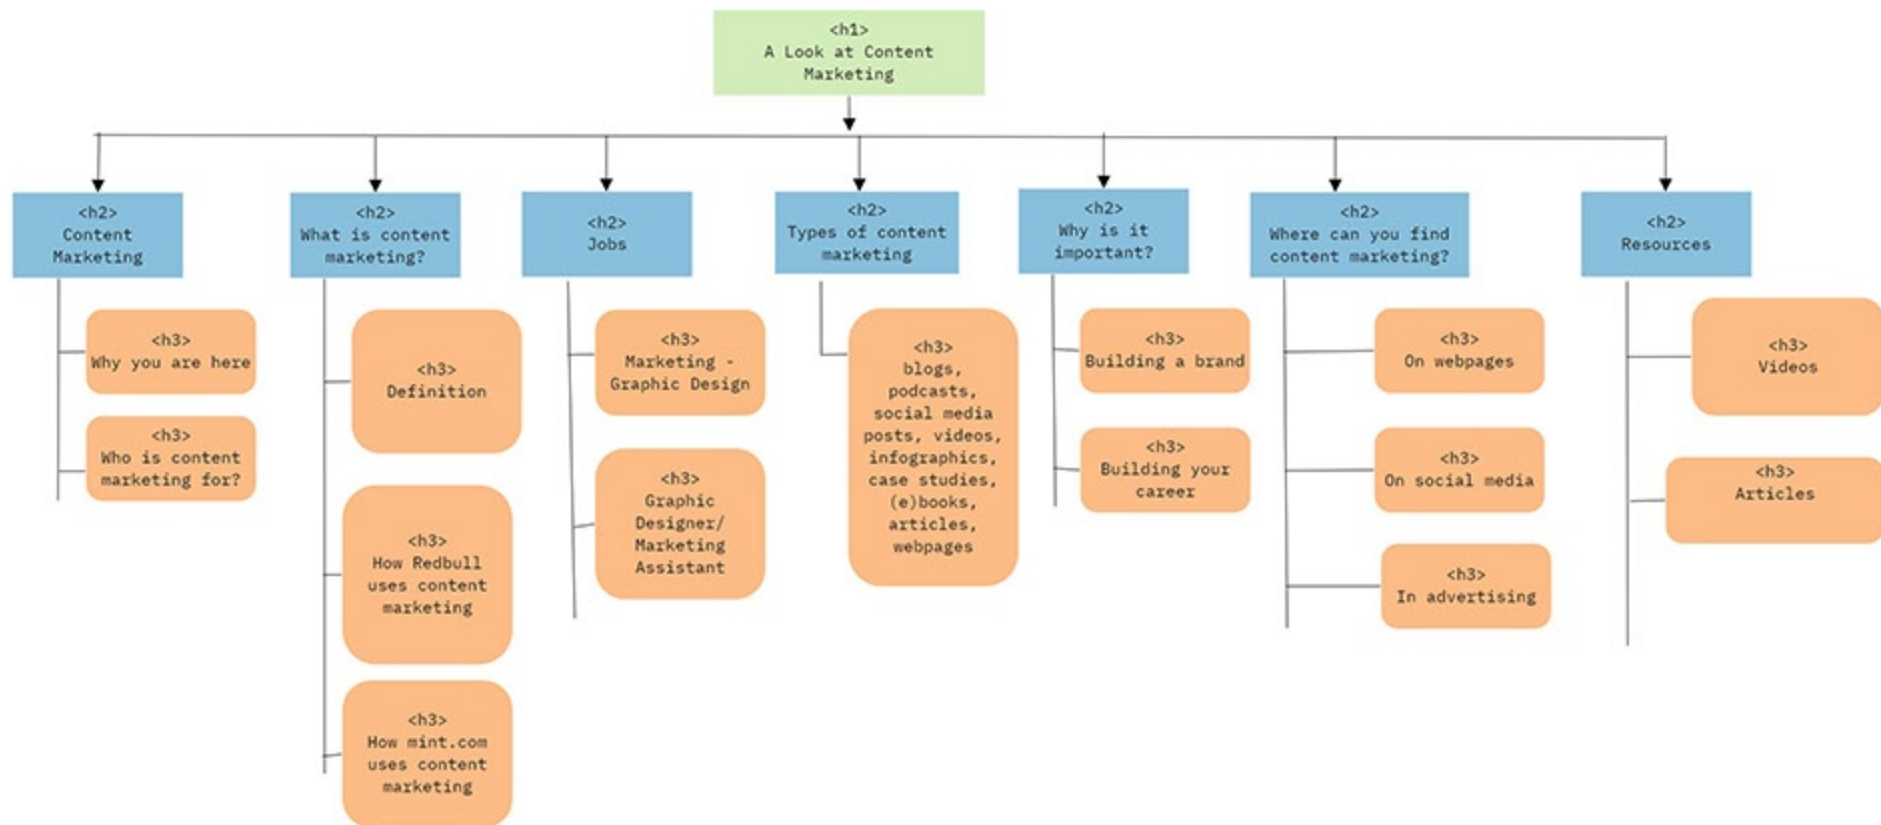 <h1>
A Look at Content
Marketing
<h2>
Content
Marketing
<h3>
Why you are here
<h3>
Who is content
marketing for?
<h2>
What is content
marketing?
<h3>
Definition
<h3>
How Redbull
uses content
marketing
<h3>
How mint.com
uses content
marketing
<h2>
Jobs
<h3>
Marketing -
Graphic Design
<h3>
Graphic
Designer/
Marketing
Assistant
<h2>
Types of content
marketing
<h3>
blogs,
podcasts,
social media
posts, videos,
infographics,
case studies,
(e)books,
articles,
webpages
<h2>
Why is it
important?
<h3>
Building a brand
<h3>
Building your
career
<h2>
Where can you find
content marketing?
<h3>
On webpages
<h3>
On social media
<h3>
In advertising
<h2>
Resources
<h3>
Videos
<h3>
Articles